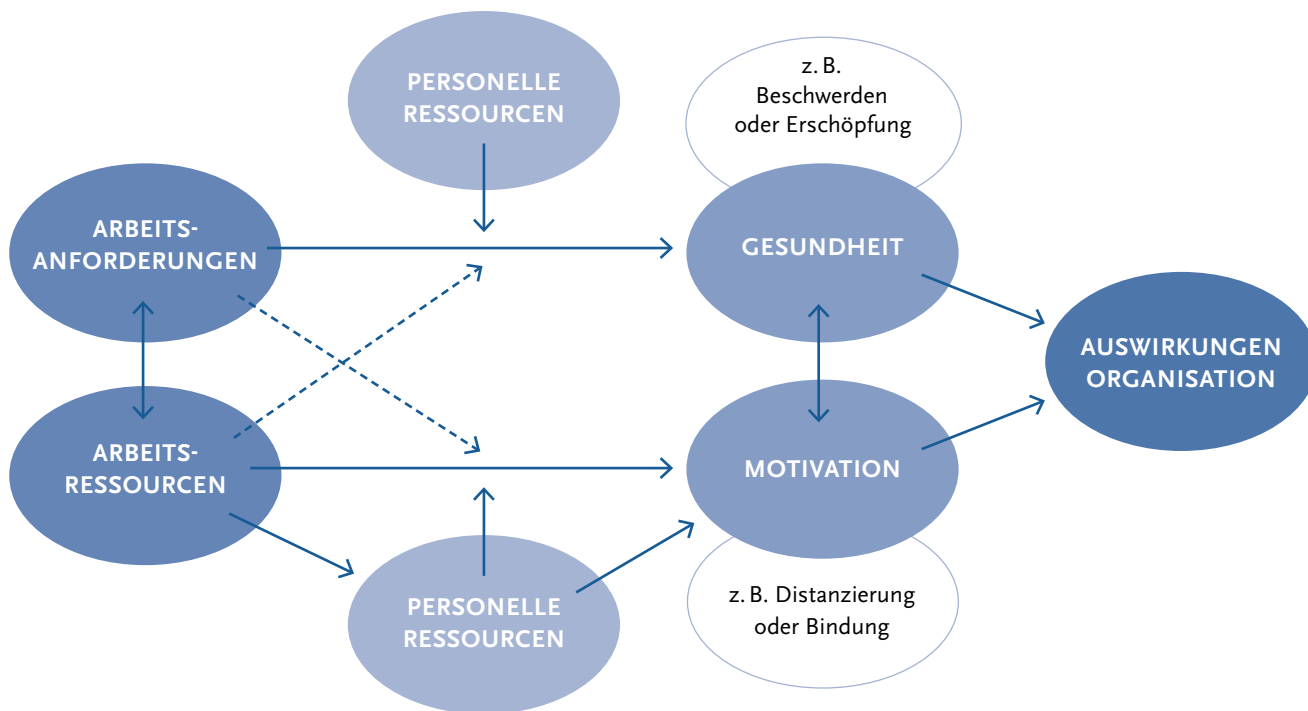 PERSONELLE
RESSOURCEN
z. B.
Beschwerden
oder Erschöpfung
ARBEITS-
ANFORDERUNGEN
GESUNDHEIT
AUSWIRKUNGEN
ORGANISATION
ARBEITS-
RESSOURCEN
MOTIVATION
PERSONELLE
RESSOURCEN
z. B. Distanzierung
oder Bindung